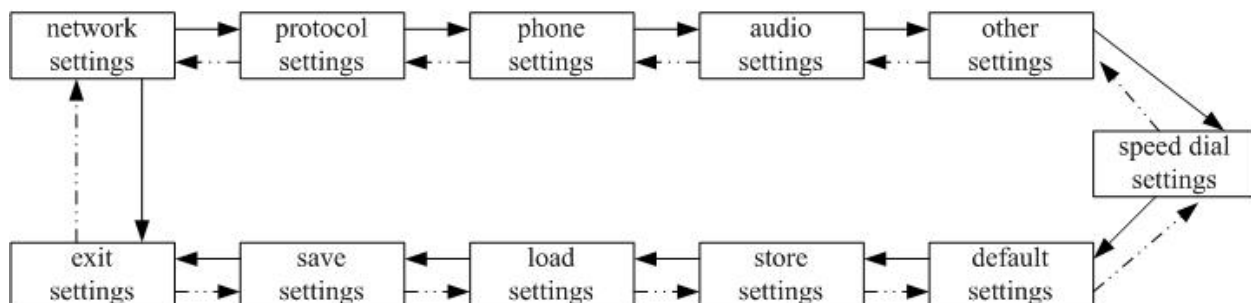 network
settings
protocol
settings
phone
settings
audio
settings
other
settings
speed dial
settings
exit
settings
save
settings
load
settings
store
settings
default
settings